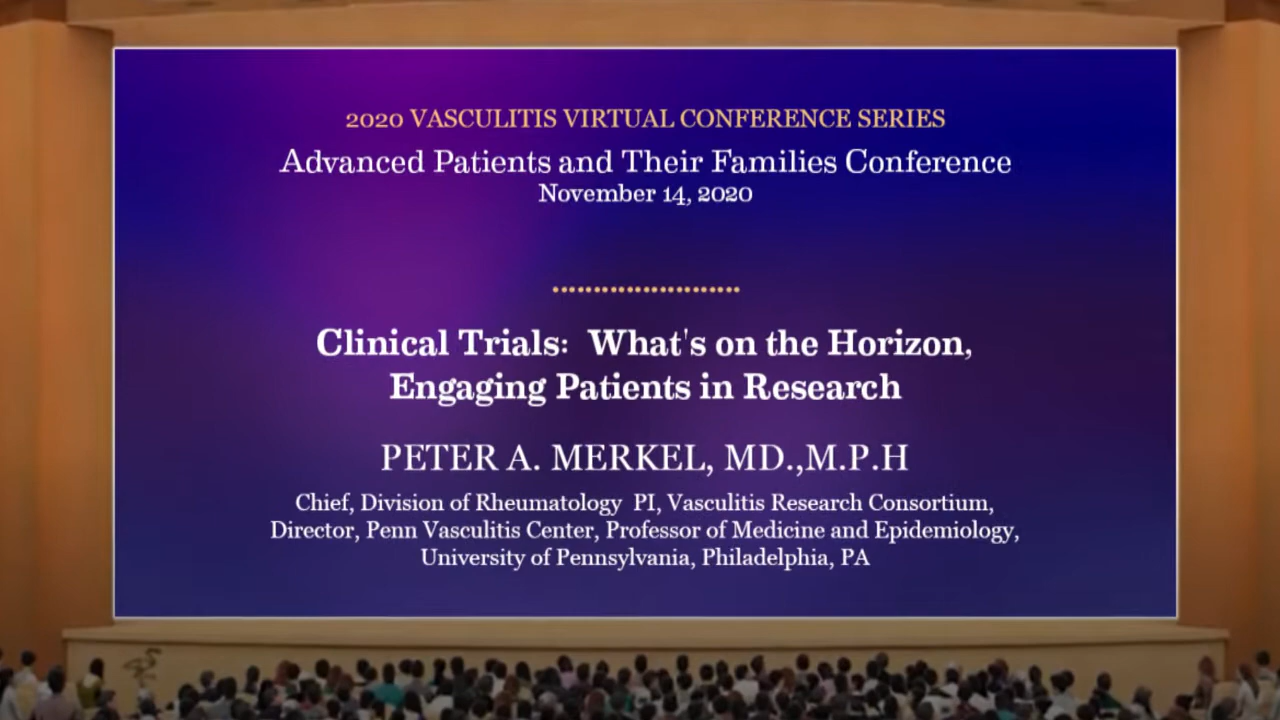 2020 VASCULITIS VIRTUAL CONFERENCE SERIES
Advanced Patients and Their Families Conference
November 14, 2020
Clinical Trials:  What's on the Horizon,
Engaging Patients in Research
PETER A. MERKEL, MD.,M.P.H
Chief, Division of Rheumatology  PI, Vasculitis Research Consortium,
Director, Penn Vasculitis Center, Professor of Medicine and Epidemiology,
University of Pennsylvania, Philadelphia, PA